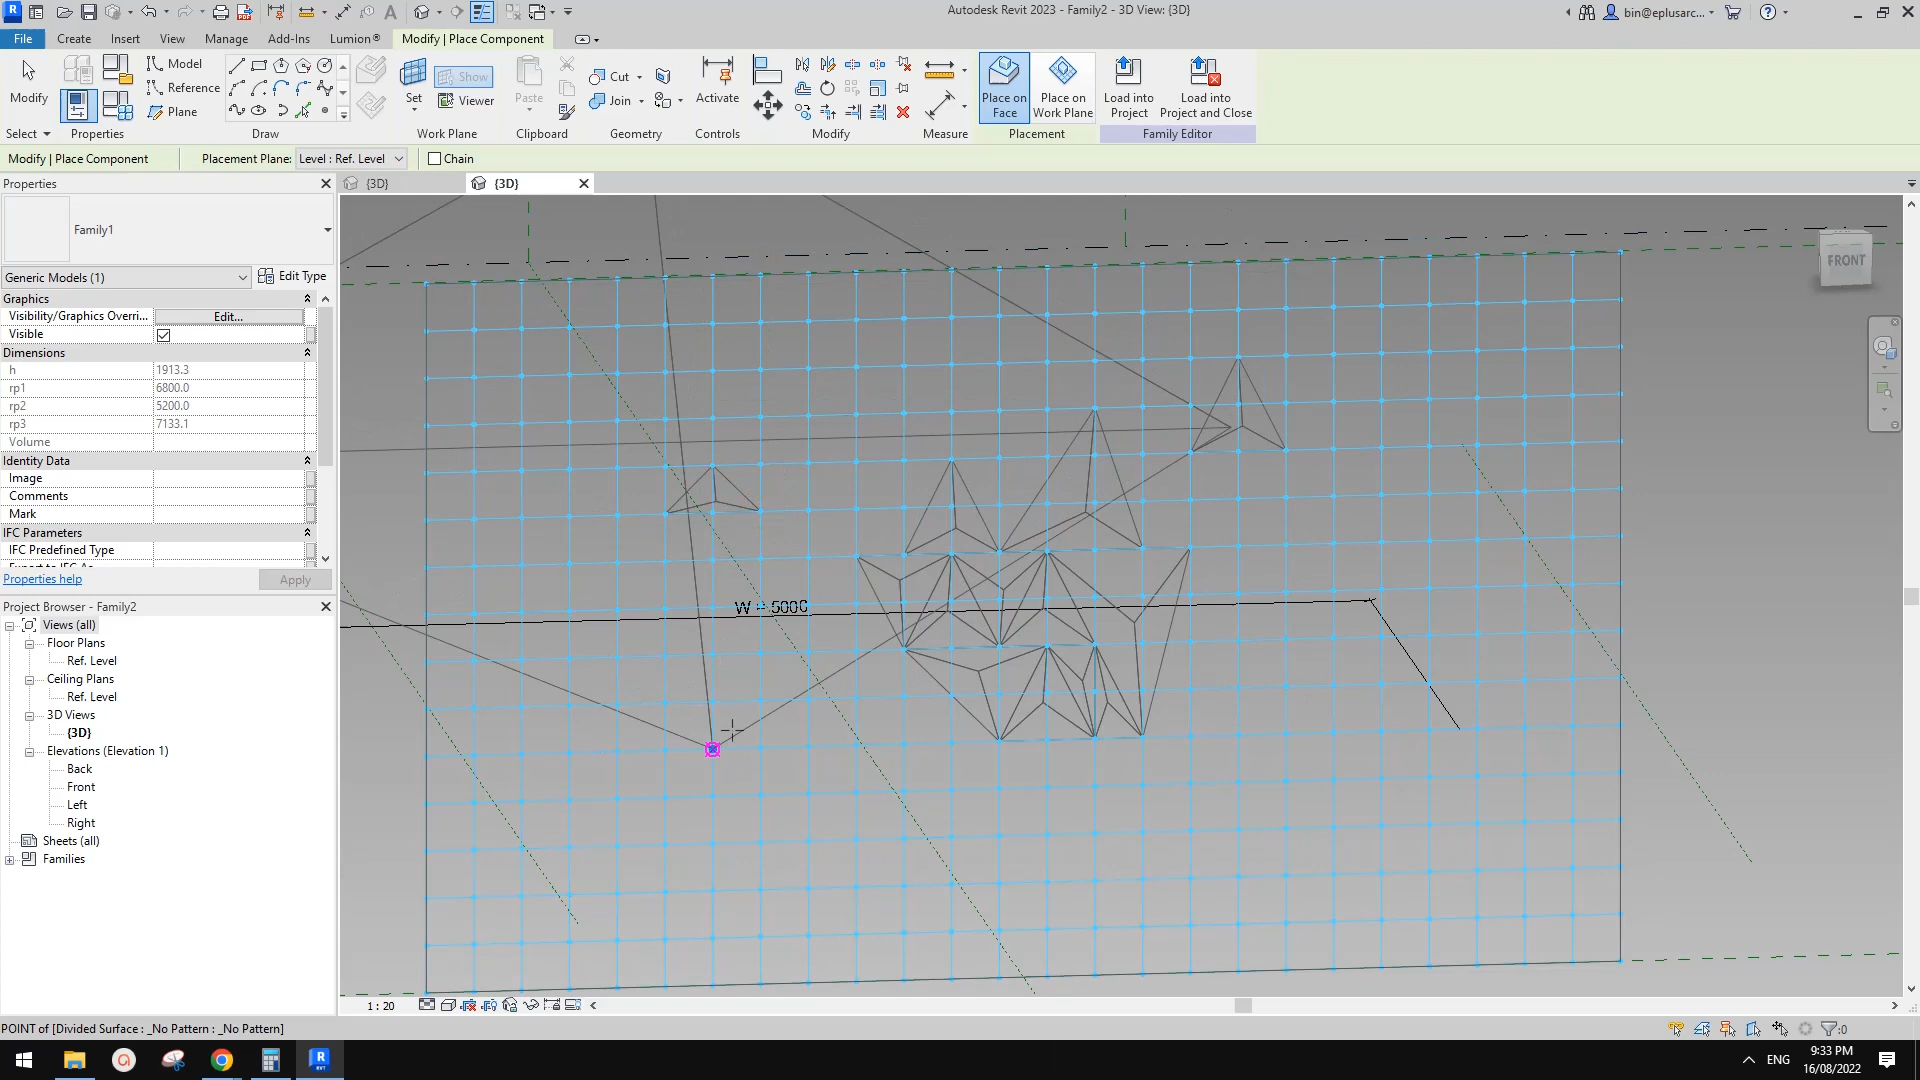 Autodesk Revit 2023 - Family2 - 3D View: {3D}
bin@eplusarc...
File Create Insert View Manage Add-Ins Lumion® Modify | Place Component
Modify
Model
Reference
Plane
Set
Show
Viewer
Paste
Cut
Join
Activate
Place on Face
Place on Work Plane
Load into Project
Load into Project and Close
Select Properties Draw Work Plane Clipboard Geometry Controls Modify Measure Placement Family Editor
Modify | Place Component Placement Plane: Level : Ref. Level Chain
Properties
{3D} {3D}
Family1
Generic Models (1) Edit Type
Graphics
Visibility/Graphics Overri... Edit...
Visible
Dimensions
h 1913.3
rp1 6800.0
rp2 5200.0
rp3 7133.1
Volume
Identity Data
Image
Comments
Mark
IFC Parameters
IFC Predefined Type
Properties help Apply
Project Browser - Family2
Views (all)
Floor Plans
Ref. Level
Ceiling Plans
Ref. Level
3D Views
{3D}
Elevations (Elevation 1)
Back
Front
Left
Right
Sheets (all)
Families
FRONT
W = 5000
1 : 20
POINT of [Divided Surface : _No Pattern : _No Pattern]
:0
ENG
9:33 PM
16/08/2022